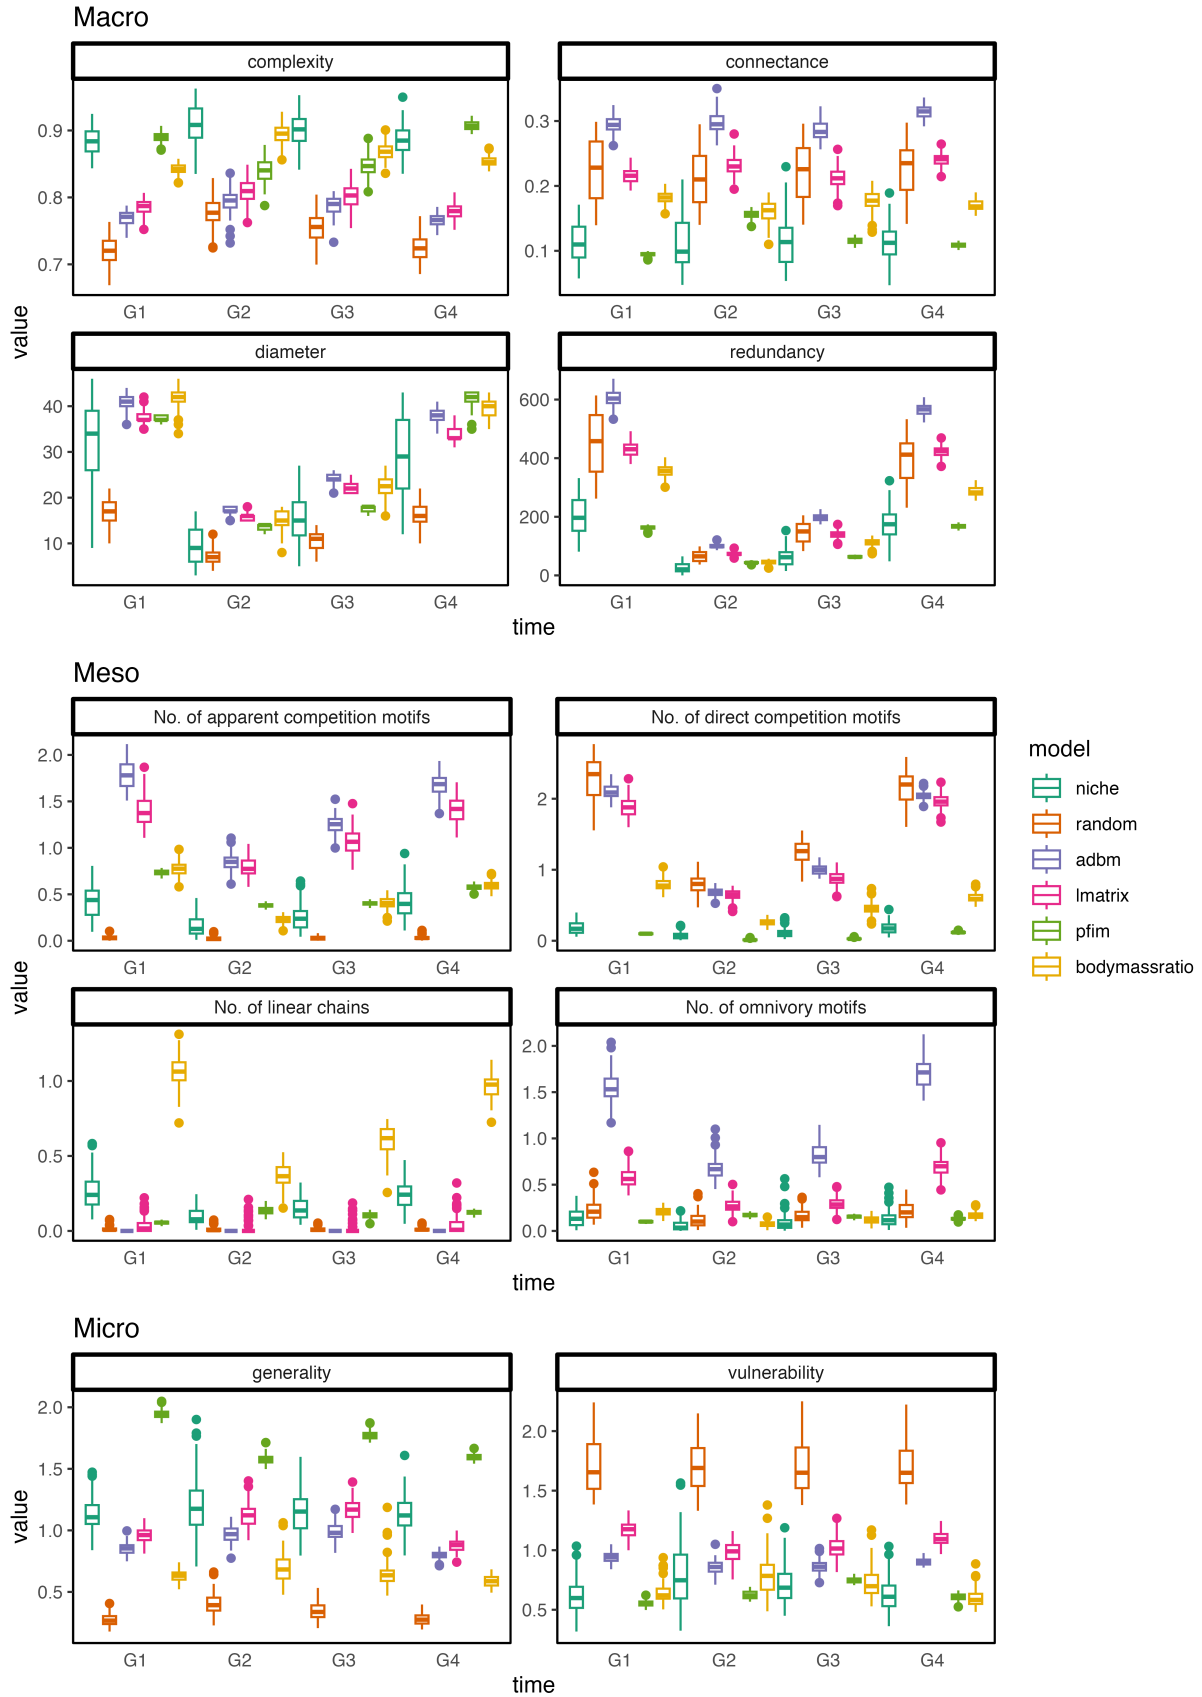 Macro
complexity
connectance
0.9
0.8
0.7
0.3
0.2
0.1
G1
G2
G3
G4
G1
G2
G3
G4
value
diameter
redundancy
40
30
20
10
600
400
200
0
G1
G2
G3
G4
G1
G2
G3
G4
time
Meso
No. of apparent competition motifs
No. of direct competition motifs
2.0
1.5
1.0
0.5
0.0
2
1
0
G1
G2
G3
G4
G1
G2
G3
G4
value
No. of linear chains
No. of omnivory motifs
1.0
0.5
0.0
2.0
1.5
1.0
0.5
0.0
G1
G2
G3
G4
G1
G2
G3
G4
time
model
niche
random
adbm
lmatrix
pfim
bodymassratio
Micro
generality
vulnerability
2.0
1.5
1.0
0.5
2.0
1.5
1.0
0.5
value
G1
G2
G3
G4
G1
G2
G3
G4
time